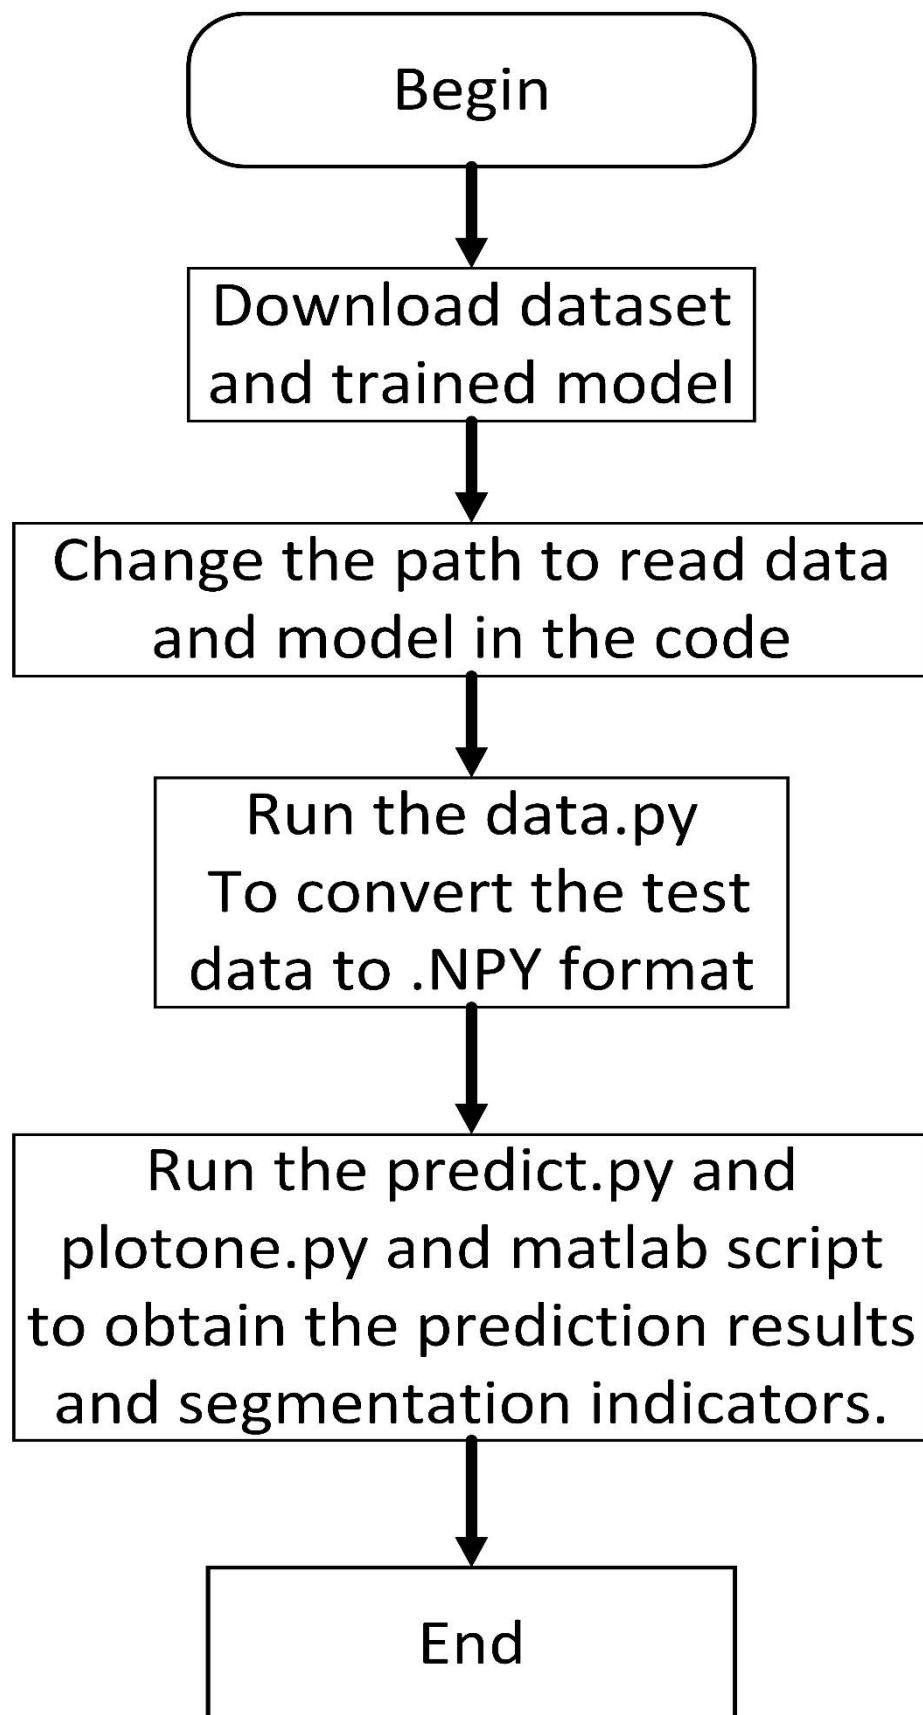 Begin
Download dataset
and trained model
Change the path to read data
and model in the code
Run the data.py
To convert the test
data to .NPY format
Run the predict.py and
plotone.py and matlab script
to obtain the prediction results
and segmentation indicators.
End